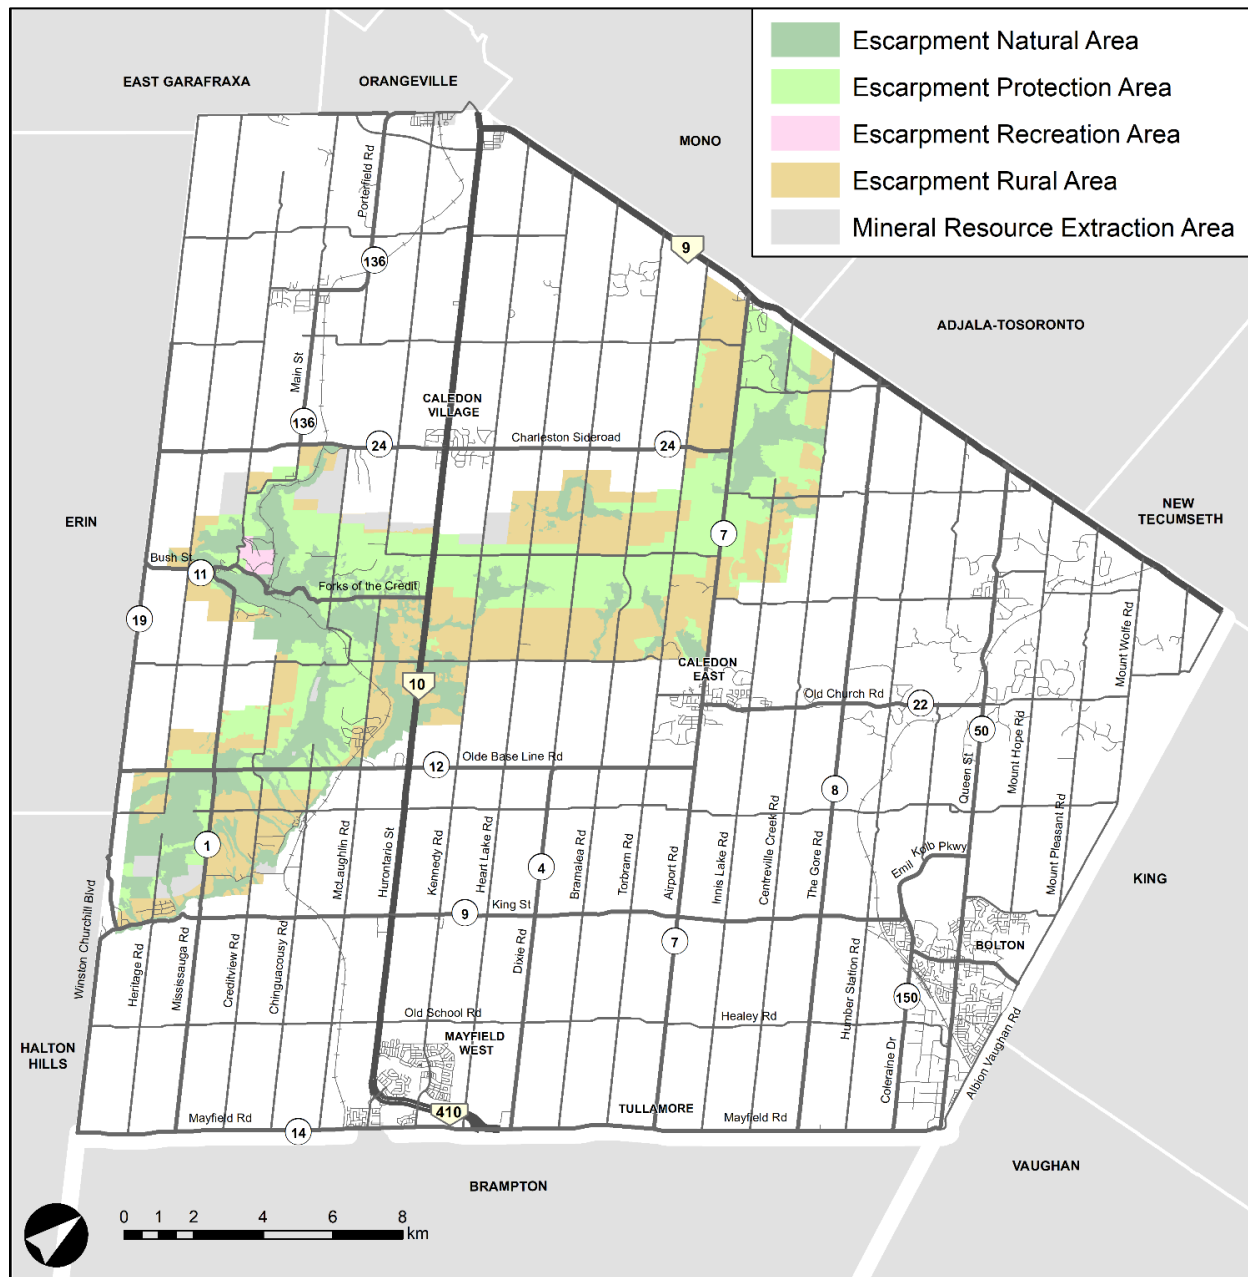 Escarpment Natural Area
Escarpment Protection Area
Escarpment Recreation Area
Escarpment Rural Area
Mineral Resource Extraction Area
EAST GARAFRAXA
ORANGEVILLE
MONO
Porterfield Rd
9
136
ADJALA-TOSORONTO
Main St
CALEDON
VILLAGE
136
24
Charleston Sideroad
24
NEW
TECUMSETH
ERIN
7
Bush St
11
Forks of the Credit
19
Mount Wolfe Rd
CALEDON
EAST
10
Old Church Rd
22
50
Queen St
Mount Hope Rd
12
Olde Base Line Rd
8
1
McLaughlin Rd
Hurontario St
Kennedy Rd
Heart Lake Rd
4
Bramalea Rd
Torbram Rd
Airport Rd
Innis Lake Rd
Centreville Creek Rd
The Gore Rd
Emil Kolb Pkwy
Mount Pleasant Rd
KING
Winston Churchill Blvd
9
King St
Heritage Rd
Mississauga Rd
Creditview Rd
Chinguacousy Rd
Dixie Rd
7
BOLTON
Humber Station Rd
150
Old School Rd
Healey Rd
HALTON
HILLS
MAYFIELD
WEST
Coleraine Dr
Albion Vaughan Rd
Mayfield Rd
14
410
TULLAMORE
Mayfield Rd
VAUGHAN
BRAMPTON
0 1 2 4 6 8
km